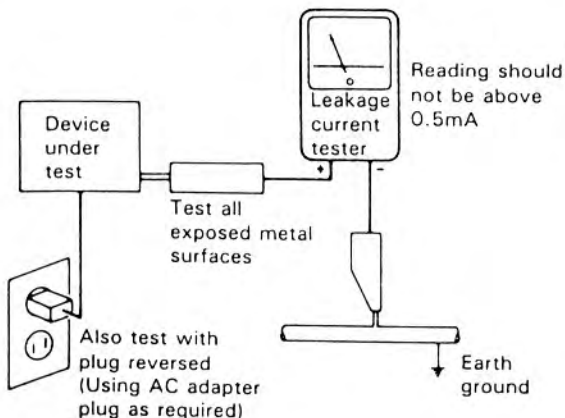 Reading should
not be above
0.5mA
Leakage
current
tester
+ -
Device
under
test
Test all
exposed metal
surfaces
Also test with
plug reversed
(Using AC adapter
plug as required)
Earth
ground